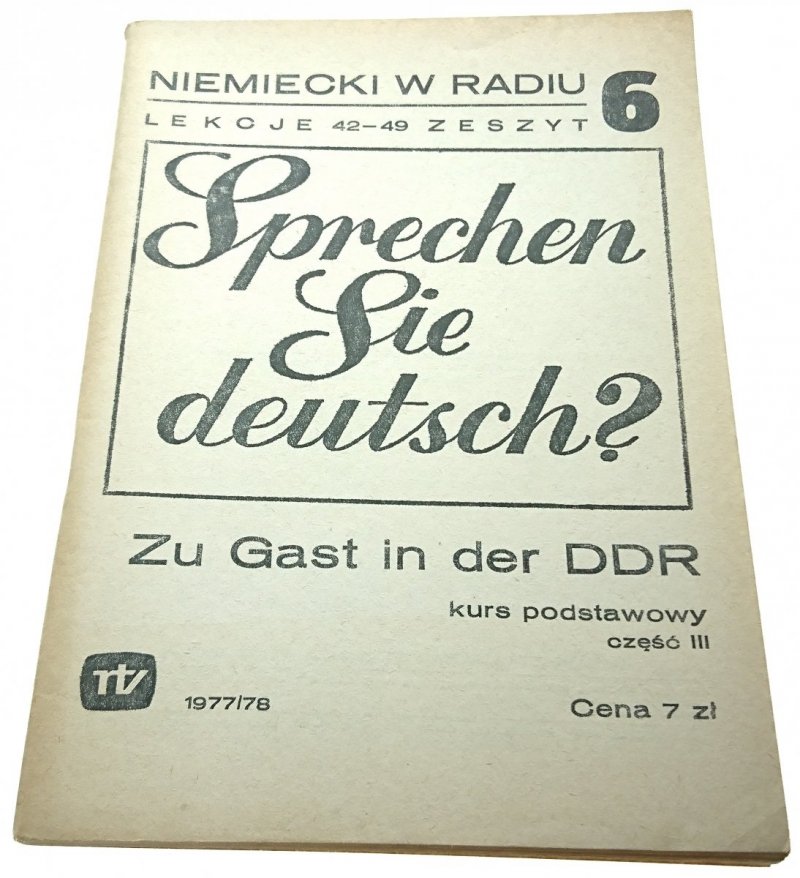 NIEMIECKI W RADIU 6
LEKCJE 42–49 ZESZYT
Sprechen
Sie
deutsch?
Zu Gast in der DDR
kurs podstawowy
część III
rtv
1977/78
Cena 7 zł